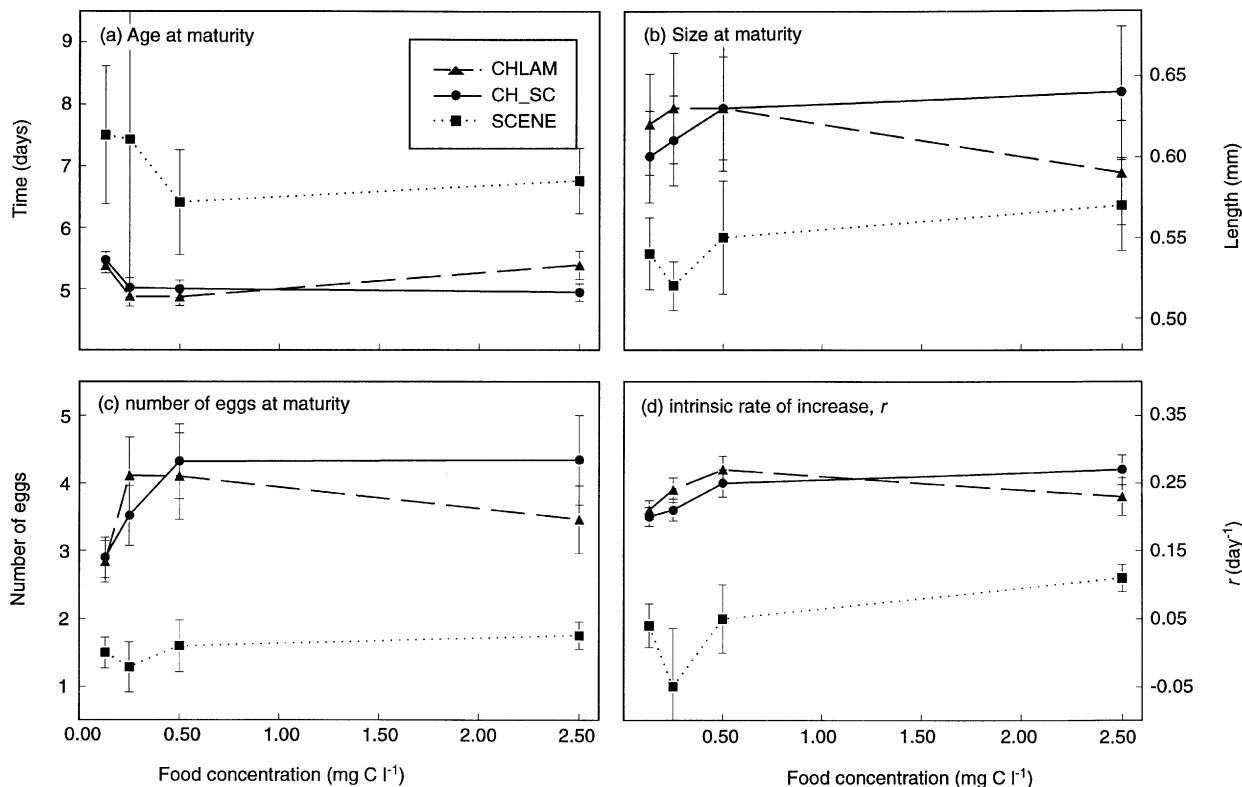 (a) Age at maturity
CHLAM
CH_SC
SCENE
9
8
7
6
5
Time (days)
(b) Size at maturity
0.65
0.60
0.55
0.50
Length (mm)
(c) number of eggs at maturity
5
4
3
2
1
Number of eggs
0.00
0.50
1.00
1.50
2.00
2.50
Food concentration (mg C l⁻¹)
(d) intrinsic rate of increase, r
0.35
0.25
0.15
0.05
-0.05
r (day⁻¹)
0.50
1.00
1.50
2.00
2.50
Food concentration (mg C l⁻¹)